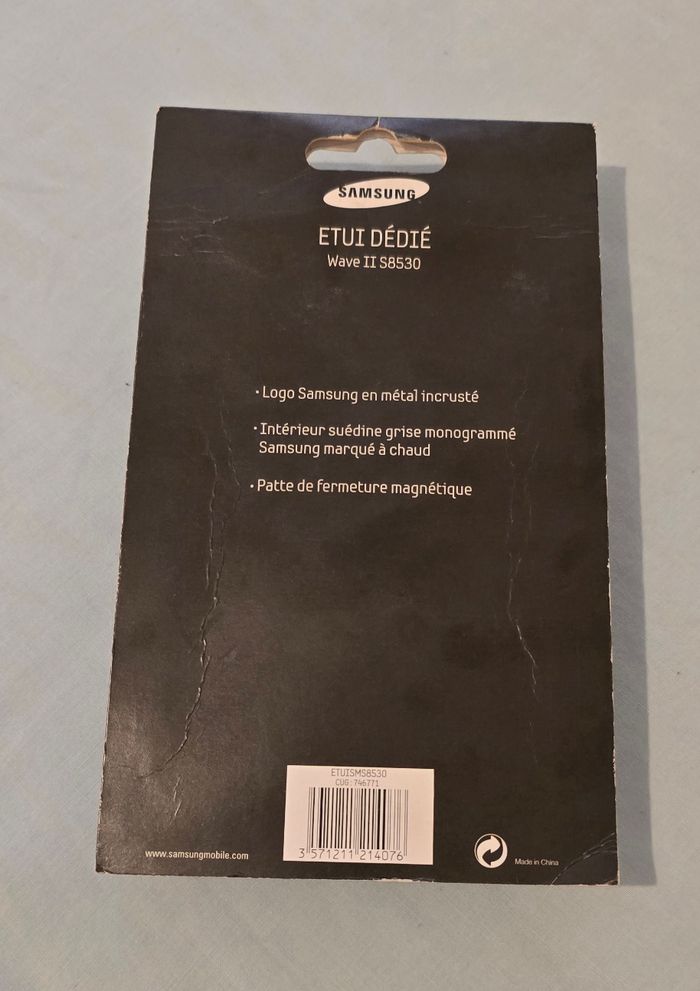 SAMSUNG
ETUI DÉDIÉ
Wave II S8530
· Logo Samsung en métal incrusté
· Intérieur suédine grise monogrammé
Samsung marqué à chaud
· Patte de fermeture magnétique
ETUISMS8530
CUG: 746771
3 571211 214076
www.samsungmobile.com
Made in China